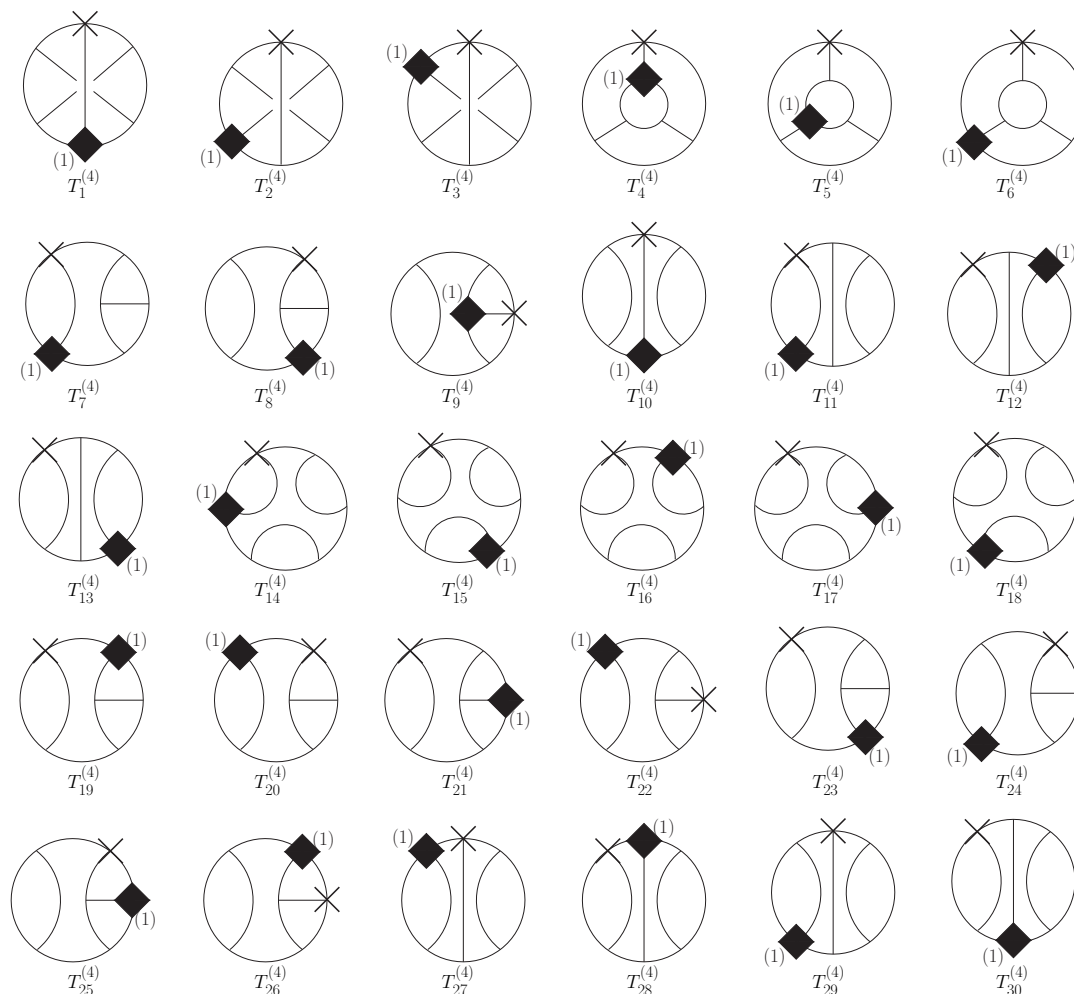 (1) (1) (1) (1) (1) (1)
T_1^{(4)} T_2^{(4)} T_3^{(4)} T_4^{(4)} T_5^{(4)} T_6^{(4)}
(1) (1) (1) (1) (1) (1)
T_7^{(4)} T_8^{(4)} T_9^{(4)} T_{10}^{(4)} T_{11}^{(4)} T_{12}^{(4)}
(1) (1) (1) (1) (1) (1)
T_{13}^{(4)} T_{14}^{(4)} T_{15}^{(4)} T_{16}^{(4)} T_{17}^{(4)} T_{18}^{(4)}
(1) (1) (1) (1) (1) (1)
T_{19}^{(4)} T_{20}^{(4)} T_{21}^{(4)} T_{22}^{(4)} T_{23}^{(4)} T_{24}^{(4)}
(1) (1) (1) (1) (1) (1)
T_{25}^{(4)} T_{26}^{(4)} T_{27}^{(4)} T_{28}^{(4)} T_{29}^{(4)} T_{30}^{(4)}